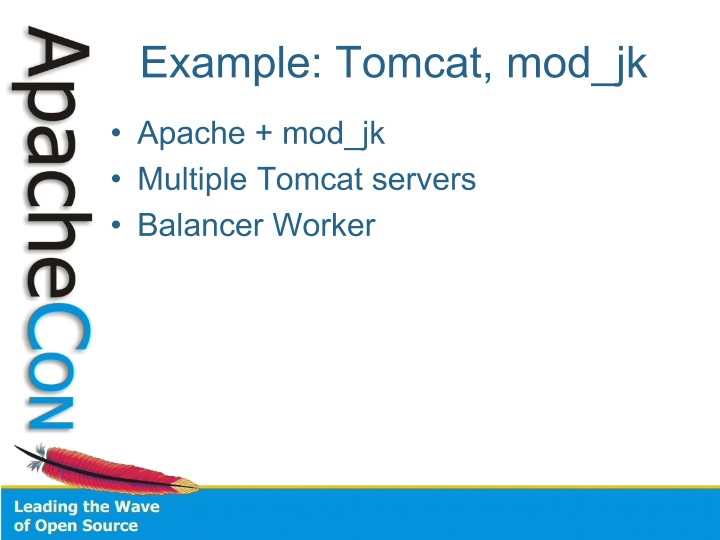 ApacheCon
Example: Tomcat, mod_jk
• Apache + mod_jk
• Multiple Tomcat servers
• Balancer Worker
Leading the Wave
of Open Source